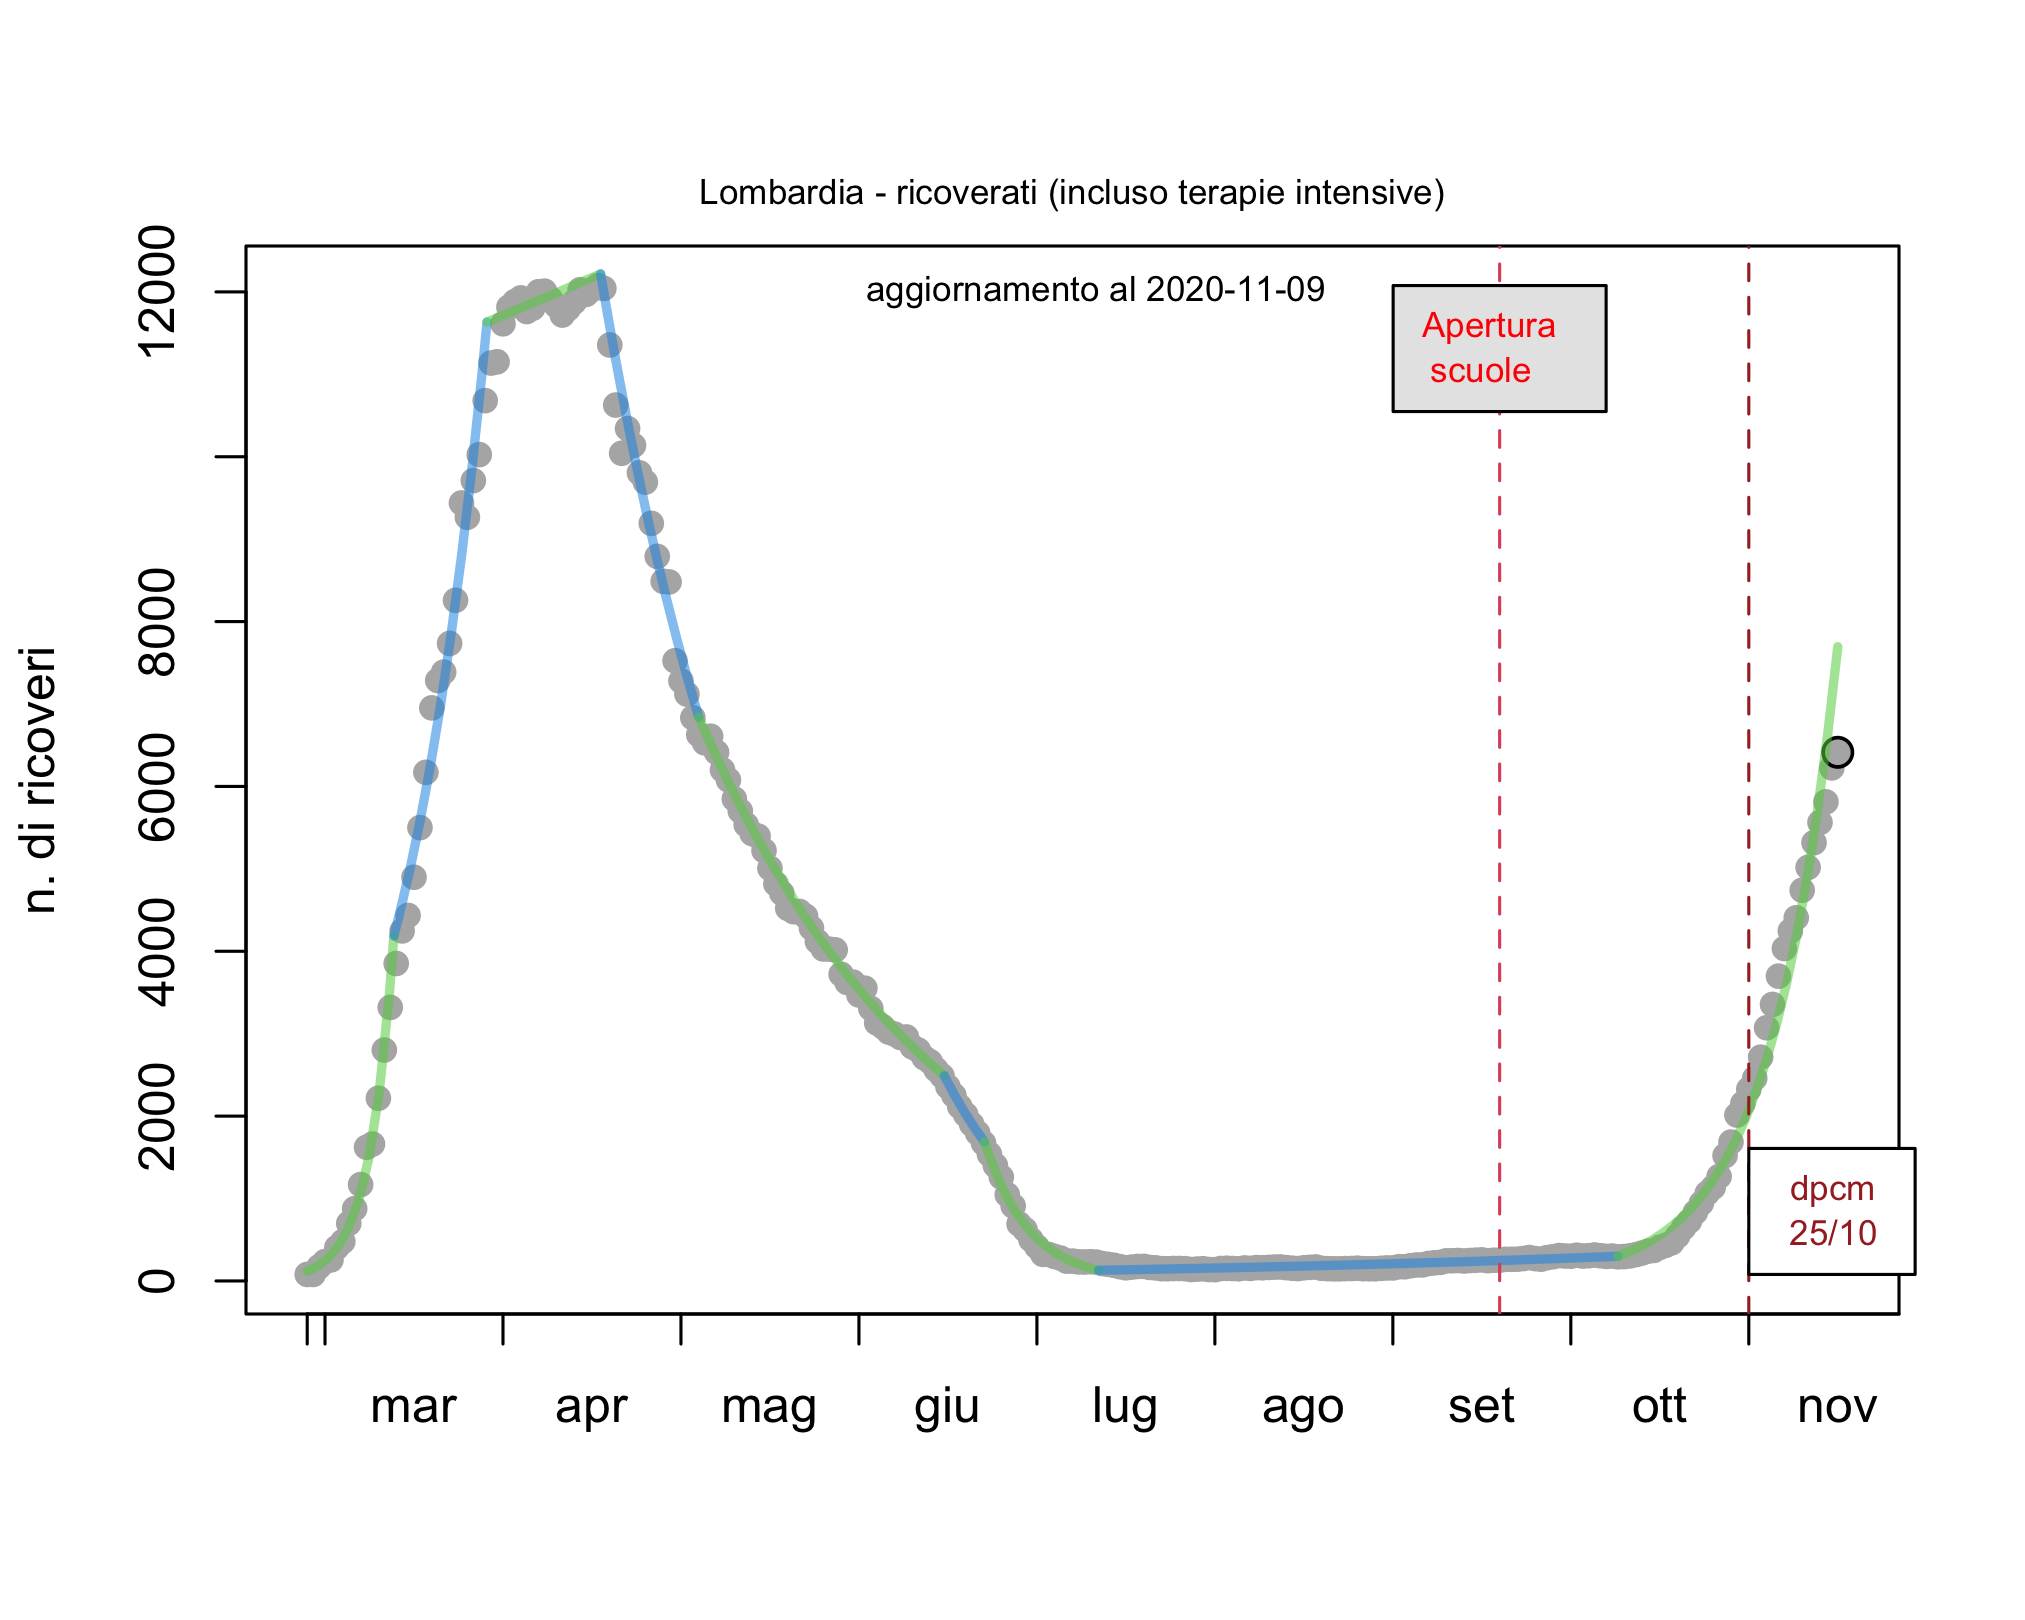 Lombardia - ricoverati (incluso terapie intensive)
aggiornamento al 2020-11-09
Apertura
scuole
dpcm
25/10
n. di ricoveri
12000
8000
6000
4000
2000
0
mar apr mag giu lug ago set ott nov